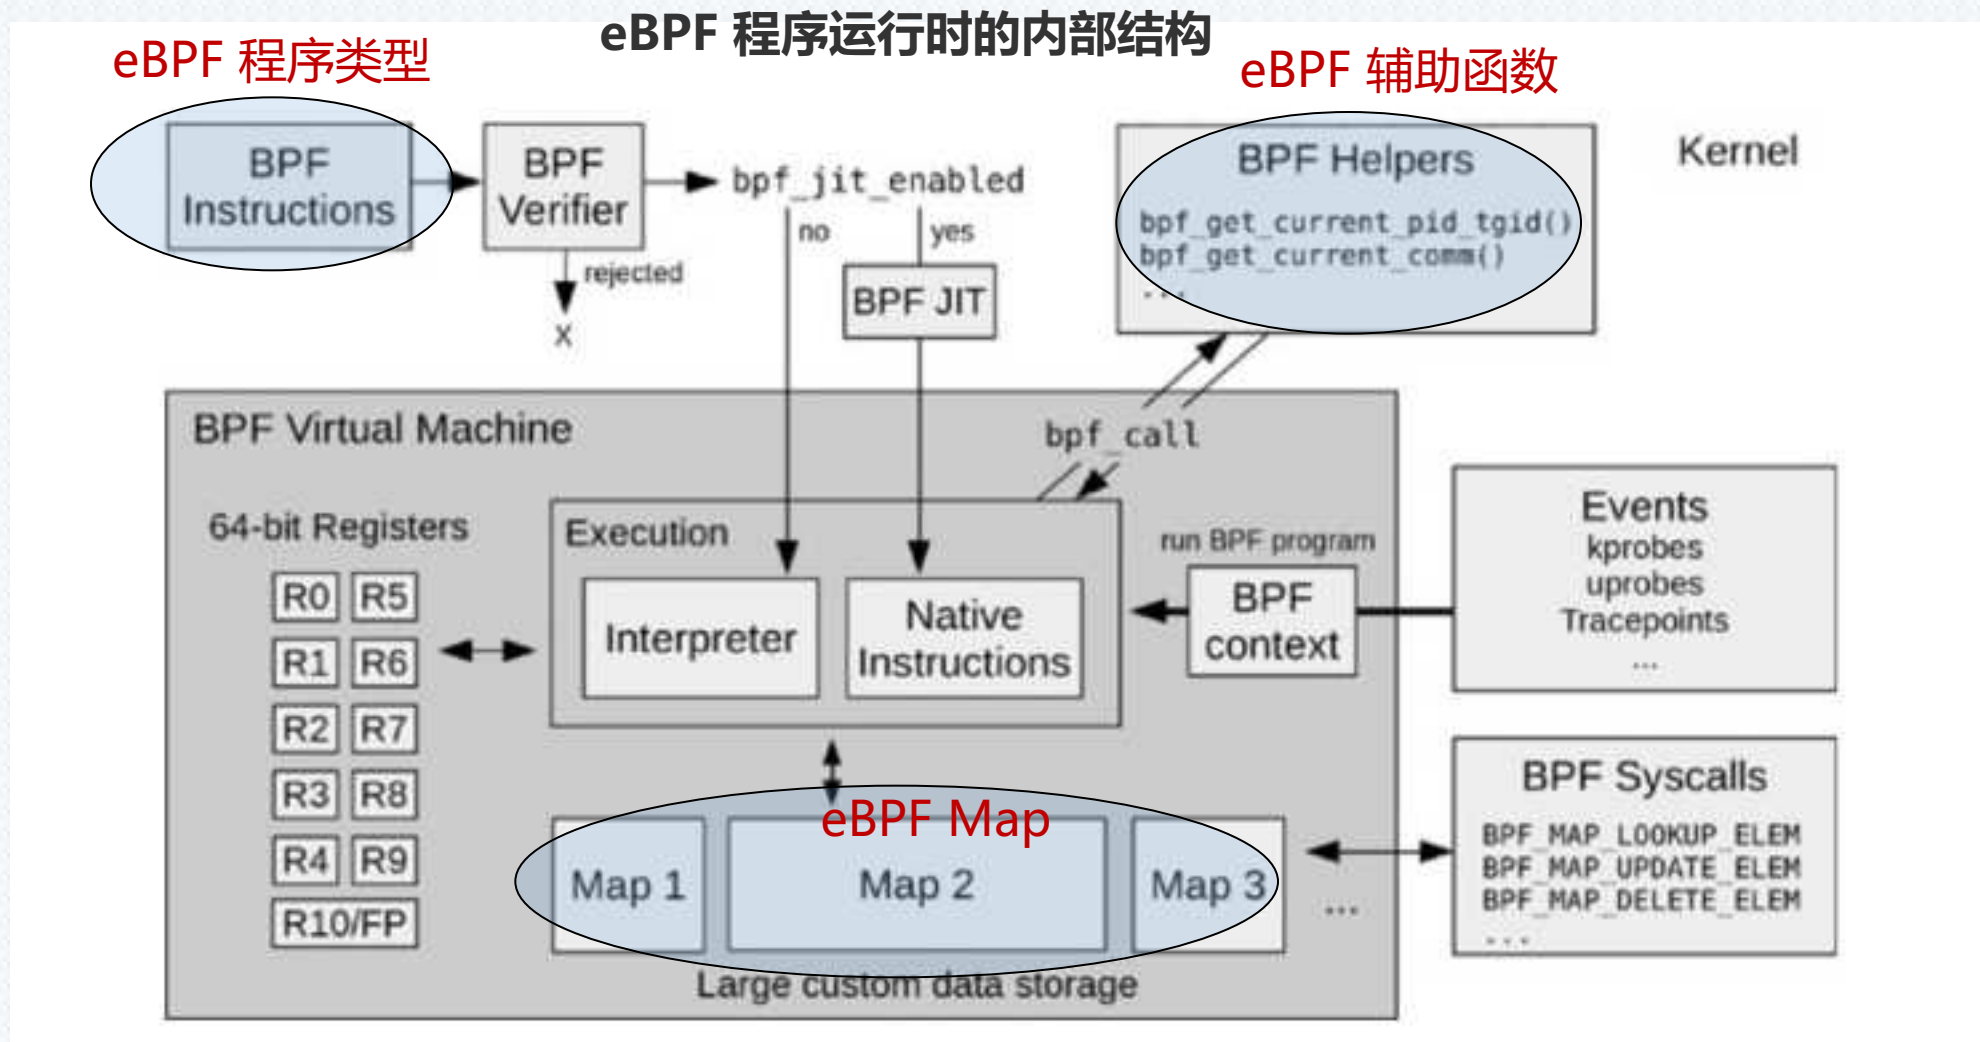 eBPF 程序运行时的内部结构
eBPF 程序类型
eBPF 辅助函数
BPF
Instructions
BPF
Verifier
rejected
X
bpf_jit_enabled
no
yes
BPF JIT
BPF Helpers
bpf_get_current_pid_tgid()
bpf_get_current_comm()
...
Kernel
BPF Virtual Machine
bpf_call
64-bit Registers
R0 R5
R1 R6
R2 R7
R3 R8
R4 R9
R10/FP
Execution
Interpreter
Native
Instructions
run BPF program
BPF
context
Events
kprobes
uprobes
Tracepoints
...
eBPF Map
Map 1
Map 2
Map 3
...
Large custom data storage
BPF Syscalls
BPF_MAP_LOOKUP_ELEM
BPF_MAP_UPDATE_ELEM
BPF_MAP_DELETE_ELEM
...